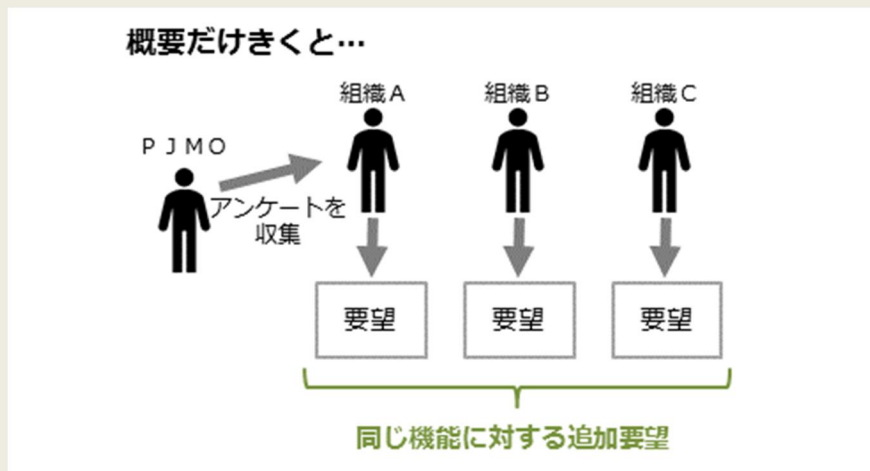 概要だけきくと…
組織A
組織B
組織C
PJMO
アンケートを
収集
要望
要望
要望
同じ機能に対する追加要望